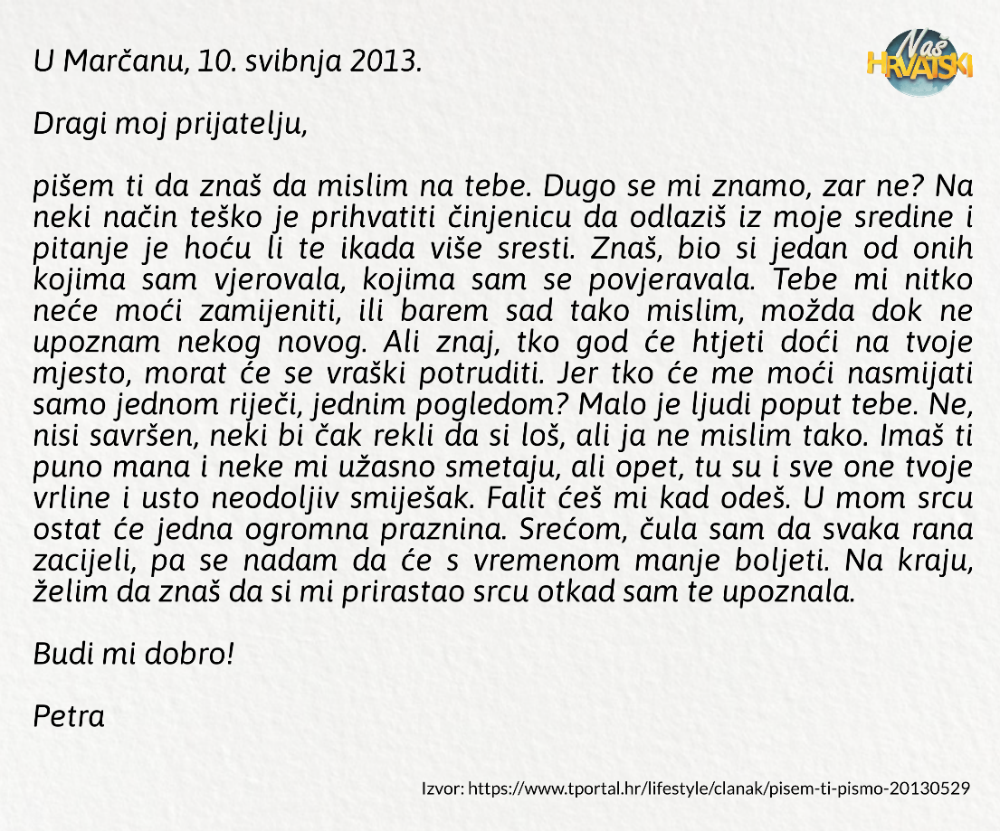 Naš
HRVATSKI
U Marčanu, 10. svibnja 2013.
Dragi moj prijatelju,
pišem ti da znaš da mislim na tebe. Dugo se mi znamo, zar ne? Na
neki način teško je prihvatiti činjenicu da odlaziš iz moje sredine i
pitanje je hoću li te ikada više sresti. Znaš, bio si jedan od onih
kojima sam vjerovala, kojima sam se povjeravala. Tebe mi nitko
neće moći zamijeniti, ili barem sad tako mislim, možda dok ne
upoznam nekog novog. Ali znaj, tko god će htjeti doći na tvoje
mjesto, morat će se vraški potruditi. Jer tko će me moći nasmijati
samo jednom riječi, jednim pogledom? Malo je ljudi poput tebe. Ne,
nisi savršen, neki bi čak rekli da si loš, ali ja ne mislim tako. Imaš ti
puno mana i neke mi užasno smetaju, ali opet, tu su i sve one tvoje
vrline i usto neodoljiv smiješak. Falit ćeš mi kad odeš. U mom srcu
ostat će jedna ogromna praznina. Srećom, čula sam da svaka rana
zacijeli, pa se nadam da će s vremenom manje boljeti. Na kraju,
želim da znaš da si mi prirastao srcu otkad sam te upoznala.
Budi mi dobro!
Petra
Izvor: https://www.tportal.hr/lifestyle/clanak/pisem-ti-pismo-20130529